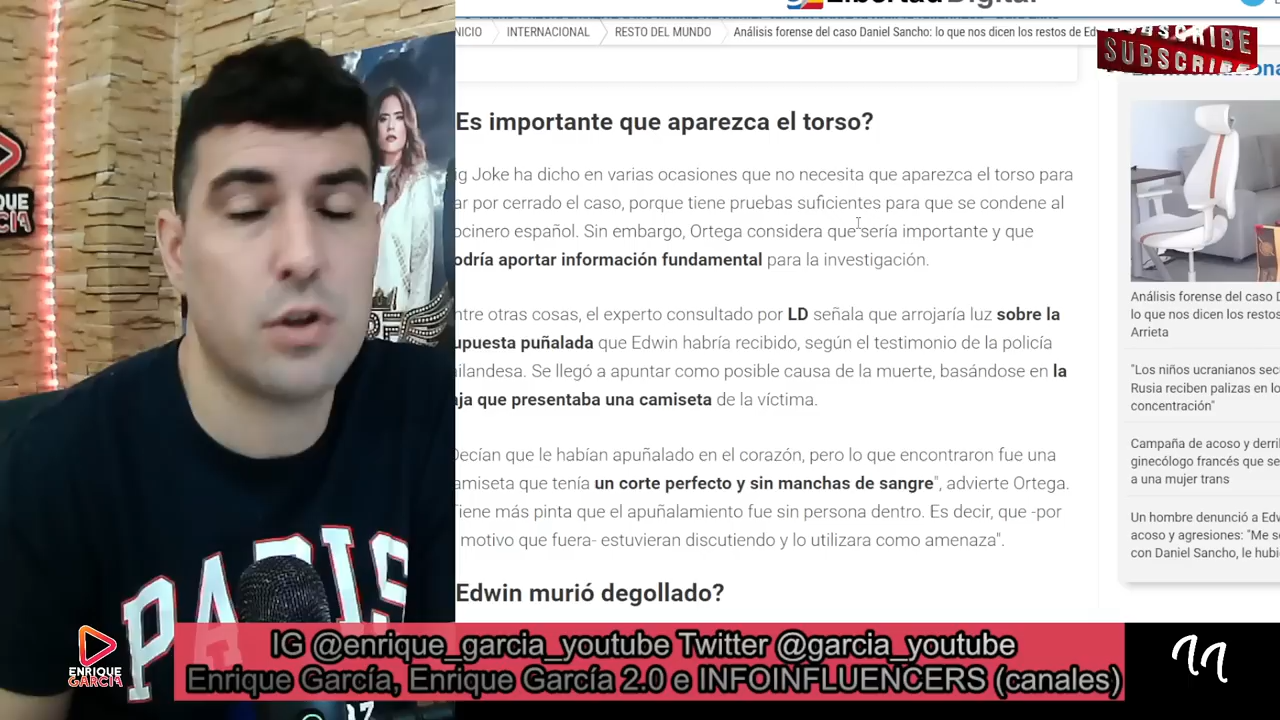 Libertad Digital
INICIO
INTERNACIONAL
RESTO DEL MUNDO
Análisis forense del caso Daniel Sancho: lo que nos dicen los restos de Ed
SUBSCRIBE
SUBSCRIBE
Es importante que aparezca el torso?
ig Joke ha dicho en varias ocasiones que no necesita que aparezca el torso para
ar por cerrado el caso, porque tiene pruebas suficientes para que se condene al
ocinero español. Sin embargo, Ortega considera que sería importante y que
odría aportar información fundamental para la investigación.
ntre otras cosas, el experto consultado por LD señala que arrojaría luz sobre la
upuesta puñalada que Edwin habría recibido, según el testimonio de la policía
ailandesa. Se llegó a apuntar como posible causa de la muerte, basándose en la
aja que presentaba una camiseta de la víctima.
Decían que le habían apuñalado en el corazón, pero lo que encontraron fue una
amiseta que tenía un corte perfecto y sin manchas de sangre", advierte Ortega.
Tiene más pinta que el apuñalamiento fue sin persona dentro. Es decir, que -por
motivo que fuera- estuvieran discutiendo y lo utilizara como amenaza".
Edwin murió degollado?
Análisis forense del caso D
lo que nos dicen los restos
Arrieta
"Los niños ucranianos sec
Rusia reciben palizas en lo
concentración"
Campaña de acoso y derri
ginecólogo francés que se
a una mujer trans
Un hombre denunció a Edw
acoso y agresiones: "Me s
con Daniel Sancho, le hubi
PARIS
IQUE
CÍA
ENRIQUE
GARCÍA
IG @enrique_garcia_youtube Twitter @garcia_youtube
Enrique García, Enrique García 2.0 e INFOINFLUENCERS (canales)